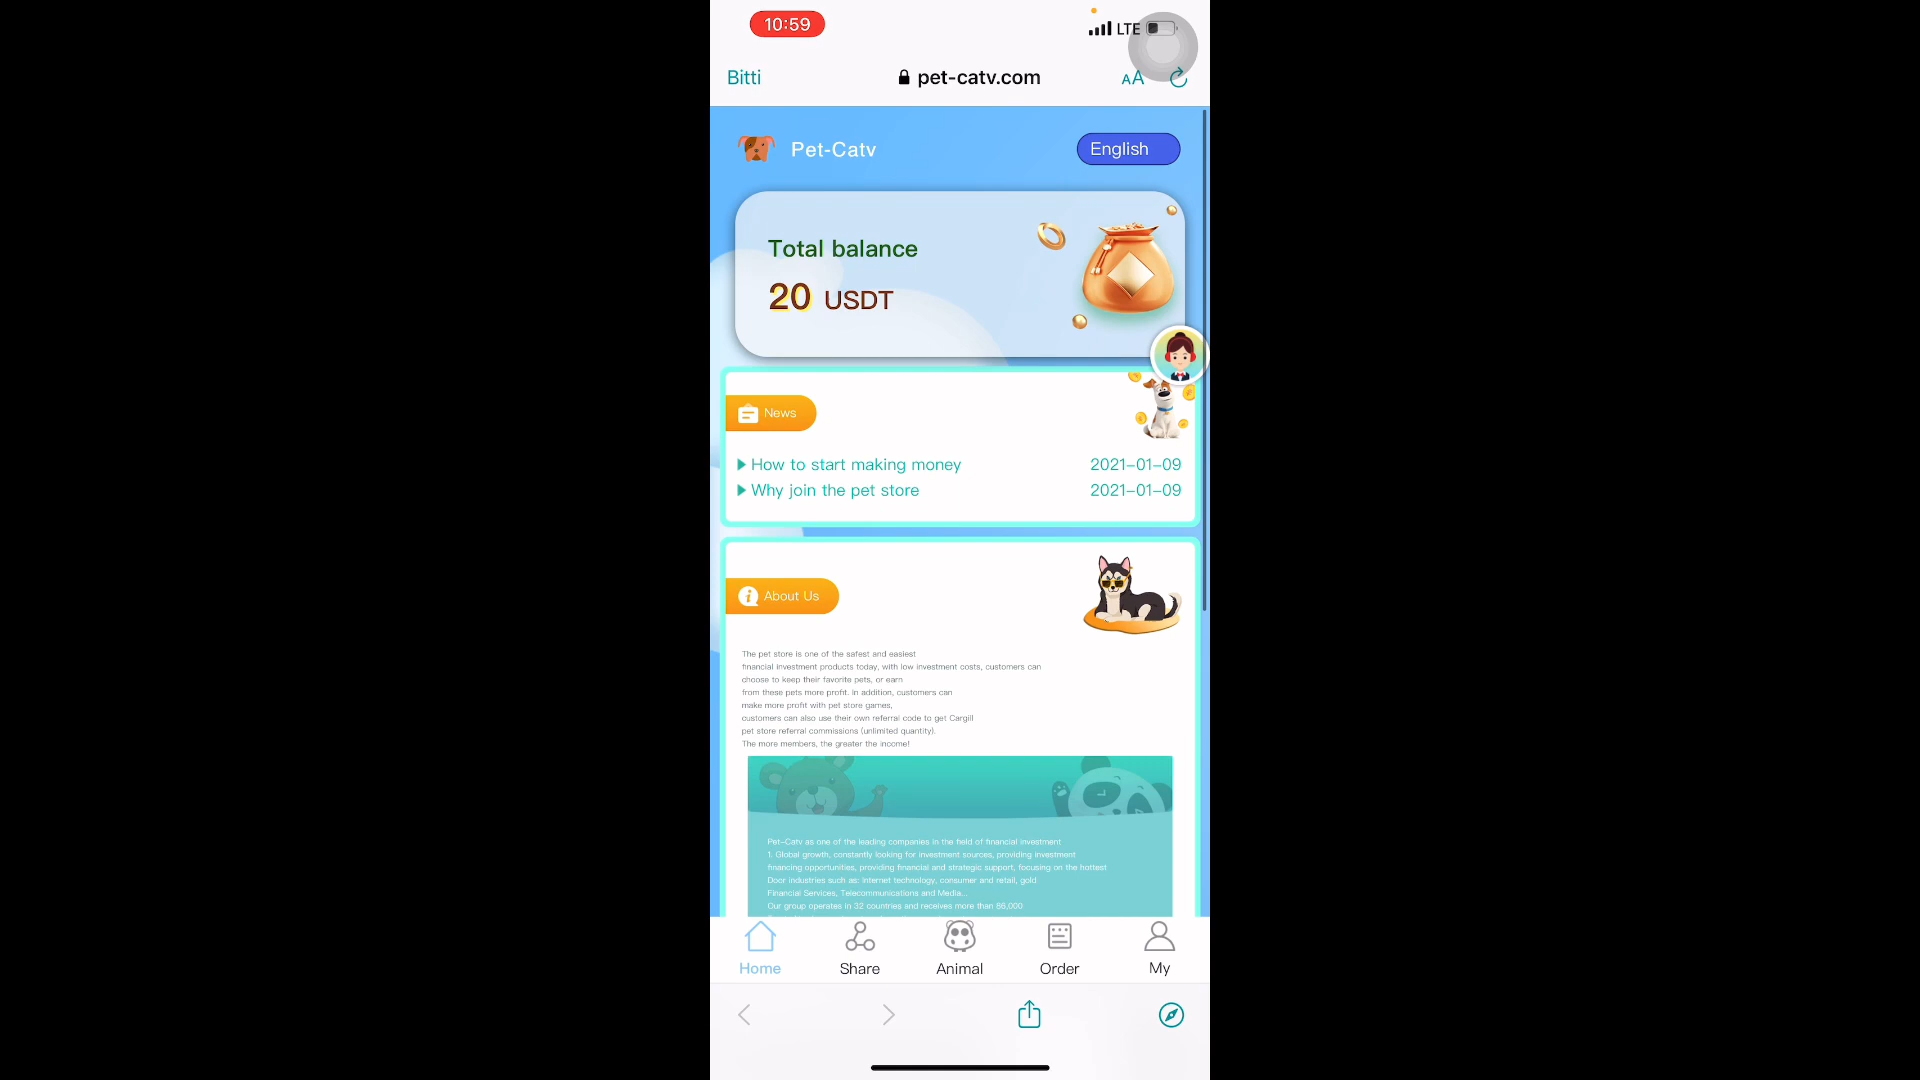 10:59
LTE
Bitti
pet-catv.com
AA
Pet-Catv
English
Total balance
20 USDT
News
How to start making money 2021-01-09
Why join the pet store 2021-01-09
About Us
The pet store is one of the safest and easiest
financial investment products today, with low investment costs, customers can
choose to keep their favorite pets, or earn
from these pets more profit. In addition, customers can
make more profit with pet store games,
customers can also use their own referral code to get Cargill
pet store referral commissions (unlimited quantity).
The more members, the greater the income!
Pet-Catv as one of the leading companies in the field of financial investment
1. Global growth, constantly looking for investment sources, providing investment
financing opportunities, providing financial and strategic support, focusing on the hottest
Door industries such as: Internet technology, consumer and retail, gold
Financial Services, Telecommunications and Media...
Our group operates in 32 countries and receives more than 86,000
Home
Share
Animal
Order
My